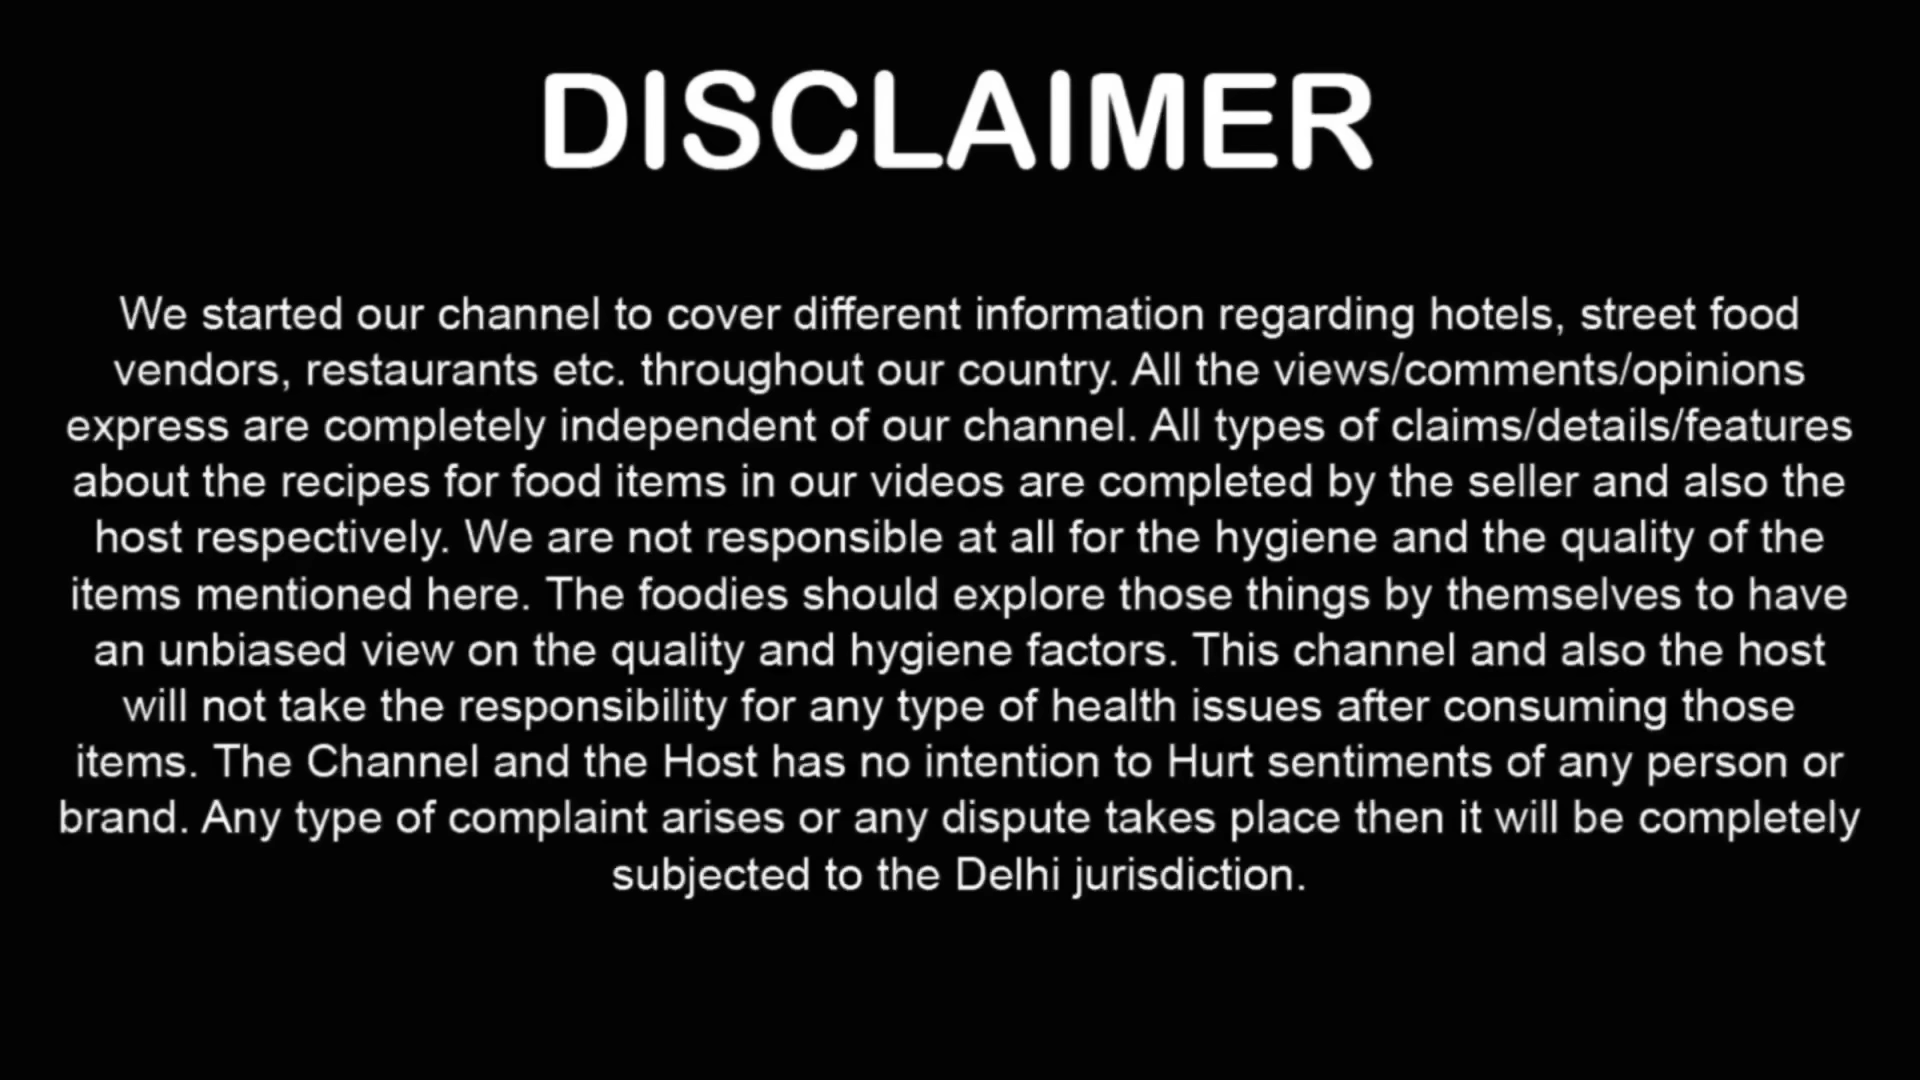 DISCLAIMER
We started our channel to cover different information regarding hotels, street food
vendors, restaurants etc. throughout our country. All the views/comments/opinions
express are completely independent of our channel. All types of claims/details/features
about the recipes for food items in our videos are completed by the seller and also the
host respectively. We are not responsible at all for the hygiene and the quality of the
items mentioned here. The foodies should explore those things by themselves to have
an unbiased view on the quality and hygiene factors. This channel and also the host
will not take the responsibility for any type of health issues after consuming those
items. The Channel and the Host has no intention to Hurt sentiments of any person or
brand. Any type of complaint arises or any dispute takes place then it will be completely
subjected to the Delhi jurisdiction.